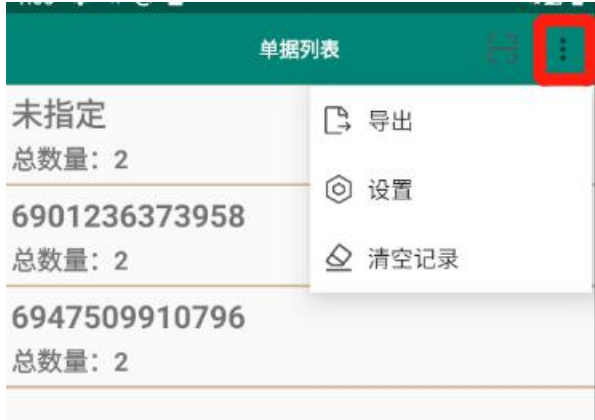 单据列表
未指定
总数量：2
6901236373958
总数量：2
6947509910796
总数量：2
导出
设置
清空记录